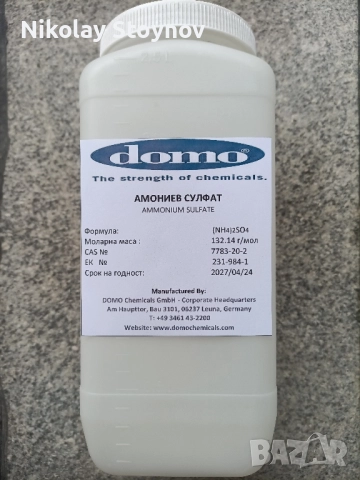 Nikolay Stoynov
domo
The strength of chemicals.
АМОНИЕВ СУЛФАТ
AMMONIUM SULFATE
Формула: (NH4)2SO4
Моларна маса : 132.14 г/мол
CAS № 7783-20-2
ЕК № 231-984-1
Срок на годност: 2027/04/24
Manufactured By:
DOMO Chemicals GmbH - Corporate Headquarters
Am Haupttor, Bau 3101, 06237 Leuna, Germany
T: +49 3461 43-2200
Website: www.domochemicals.com
BAZAR